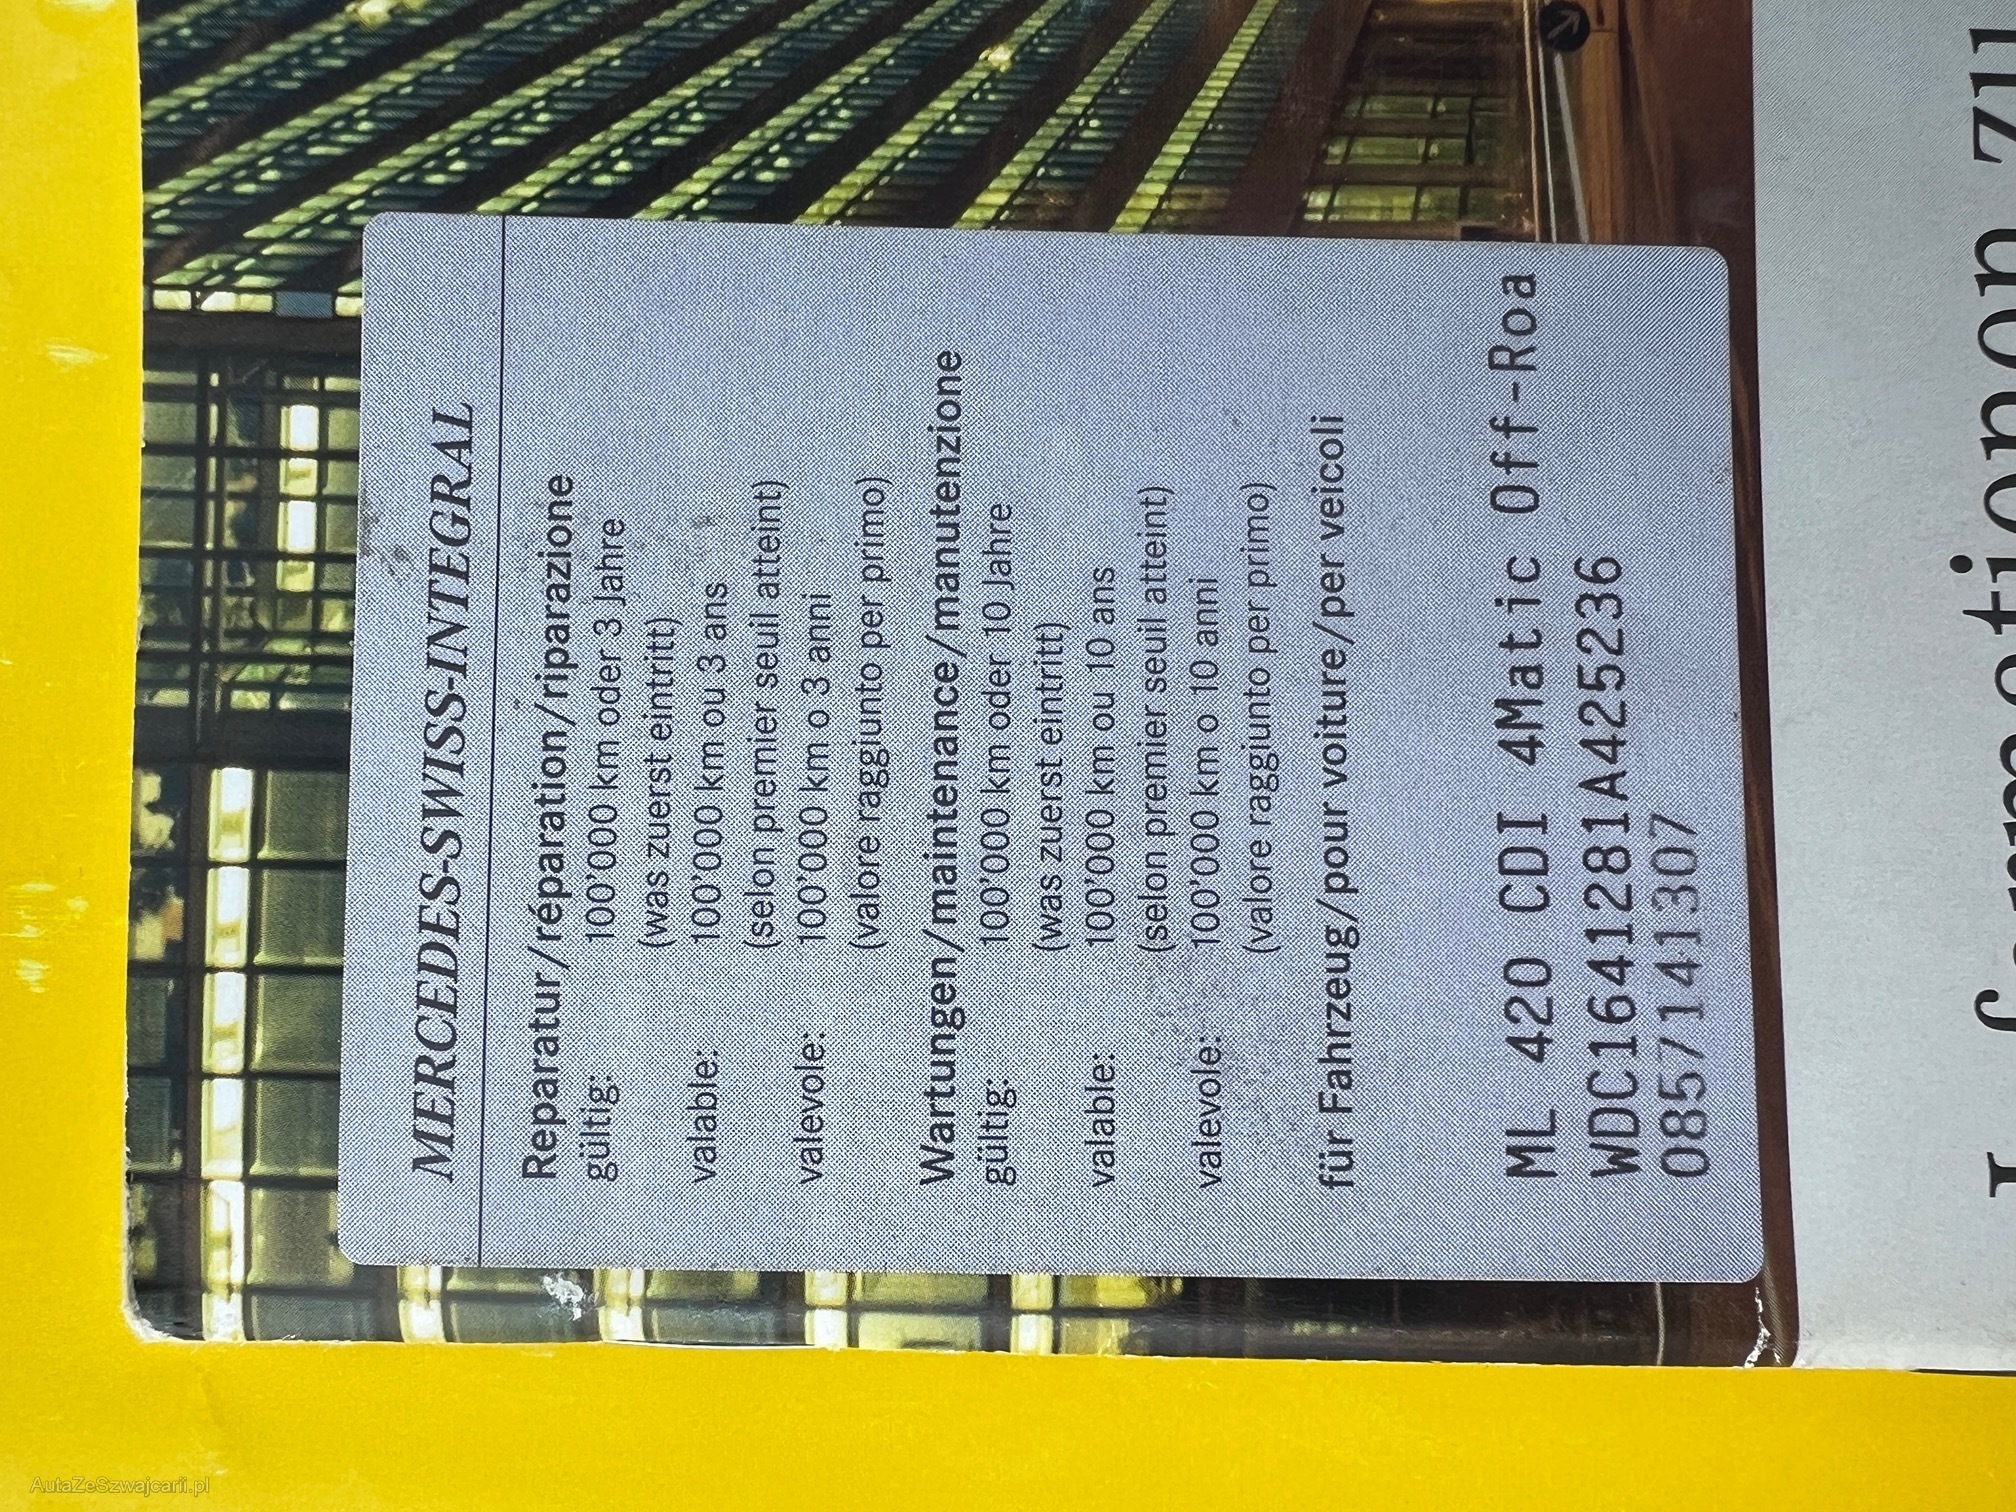 MERCEDES-SWISS-INTEGRAL
Reparatur/réparation/riparazione
gültig: 100'000 km oder 3 Jahre
(was zuerst eintritt)
valable: 100'000 km ou 3 ans
(selon premier seuil atteint)
valevole: 100'000 km o 3 anni
(valore raggiunto per primo)
Wartungen/maintenance/manutenzione
gültig: 100'000 km oder 10 Jahre
(was zuerst eintritt)
valable: 100'000 km ou 10 ans
(selon premier seuil atteint)
valevole: 100'000 km o 10 anni
(valore raggiunto per primo)
für Fahrzeug/pour voiture/per veicoli
ML 420 CDI 4Matic Off-Roa
WDC1641281A425236
0857141307
zu
AutaZeSzwajcarii.pl